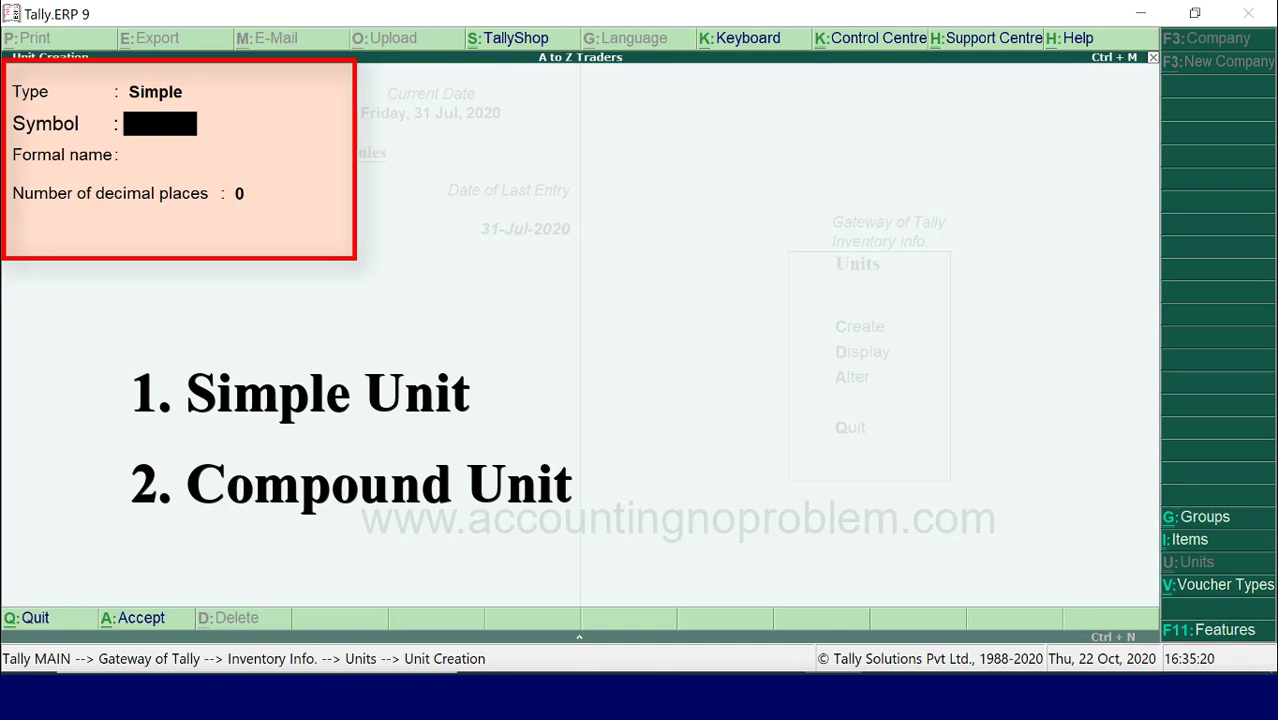 Tally.ERP 9
P: Print E: Export M: E-Mail O: Upload S: TallyShop G: Language K: Keyboard K: Control Centre H: Support Centre H: Help
F3: Company
F3: New Company
Unit Creation A to Z Traders Ctrl + M
Type : Simple
Symbol :
Formal name :
Number of decimal places : 0
Current Date
Friday, 31 Jul, 2020
Date of Last Entry
31-Jul-2020
Gateway of Tally
Inventory Info.
Units
Create
Display
Alter
Quit
1. Simple Unit
2. Compound Unit
www.accountingnoproblem.com
G: Groups
I: Items
U: Units
V: Voucher Types
F11: Features
Q: Quit A: Accept D: Delete
Ctrl + N
Tally MAIN --> Gateway of Tally --> Inventory Info. --> Units --> Unit Creation © Tally Solutions Pvt Ltd., 1988-2020 Thu, 22 Oct, 2020 16:35:20